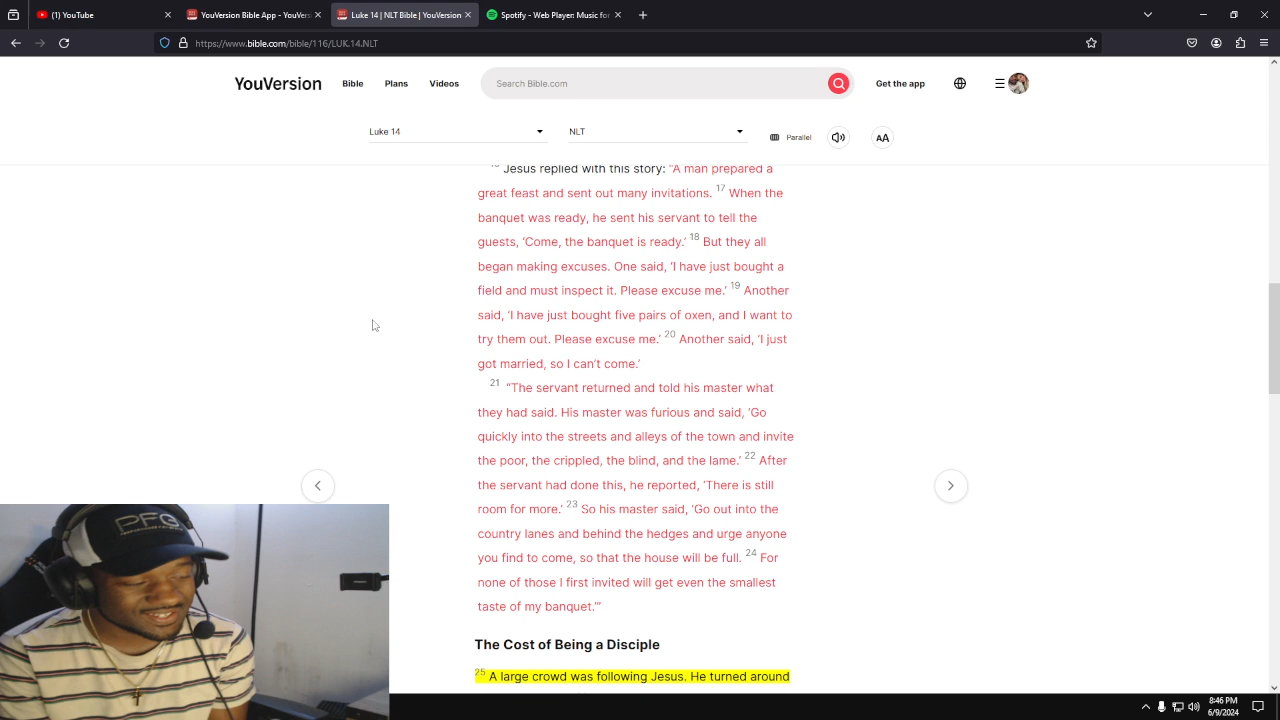 (1) YouTube
YouVersion | The Bible App | Bi
Luke 14 | NLT Bible | YouVersion
Spotify - Web Player: Music for
https://www.bible.com/bible/116/LUK.14.NLT
YouVersion Bible Plans Videos Search Bible.com Get the app
Luke 14 NLT Parallel AA
16 Jesus replied with this story: “A man prepared a
great feast and sent out many invitations. 17 When the
banquet was ready, he sent his servant to tell the
guests, ‘Come, the banquet is ready.’ 18 But they all
began making excuses. One said, ‘I have just bought a
field and must inspect it. Please excuse me.’ 19 Another
said, ‘I have just bought five pairs of oxen, and I want to
try them out. Please excuse me.’ 20 Another said, ‘I just
got married, so I can’t come.’
21 “The servant returned and told his master what
they had said. His master was furious and said, ‘Go
quickly into the streets and alleys of the town and invite
the poor, the crippled, the blind, and the lame.’ 22 After
the servant had done this, he reported, ‘There is still
room for more.’ 23 So his master said, ‘Go out into the
country lanes and behind the hedges and urge anyone
you find to come, so that the house will be full. 24 For
none of those I first invited will get even the smallest
taste of my banquet.’”
The Cost of Being a Disciple
25 A large crowd was following Jesus. He turned around
PFG
8:46 PM
6/9/2024